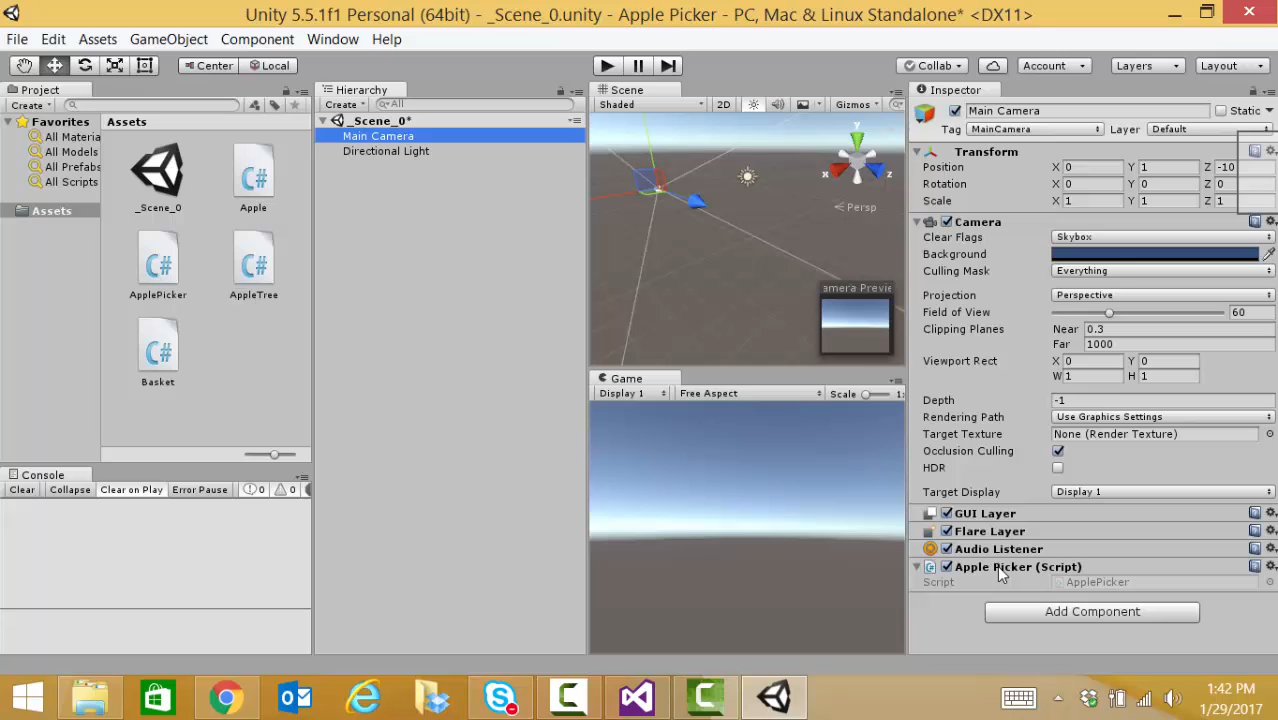 Unity 5.5.1f1 Personal (64bit) - _Scene_0.unity - Apple Picker - PC, Mac & Linux Standalone* <DX11>
File Edit Assets GameObject Component Window Help
Center Local Collab Account Layers Layout
Project
Create
Favorites
All Materia
All Models
All Prefabs
All Scripts
Assets
Assets
_Scene_0
Apple
C#
ApplePicker
C#
AppleTree
C#
Basket
Console
Clear Collapse Clear on Play Error Pause 0 0
Hierarchy
Create All
_Scene_0*
Main Camera
Directional Light
Scene
Shaded 2D Gizmos
y
x
z
Persp
amera Previe
Game
Display 1 Free Aspect Scale 1:
Inspector
Main Camera Static
Tag MainCamera Layer Default
Transform
Position X 0 Y 1 Z -10
Rotation X 0 Y 0 Z 0
Scale X 1 Y 1 Z 1
Camera
Clear Flags Skybox
Background
Culling Mask Everything
Projection Perspective
Field of View 60
Clipping Planes Near 0.3
Far 1000
Viewport Rect X 0 Y 0
W 1 H 1
Depth -1
Rendering Path Use Graphics Settings
Target Texture None (Render Texture)
Occlusion Culling
HDR
Target Display Display 1
GUI Layer
Flare Layer
Audio Listener
Apple Picker (Script)
Script ApplePicker
Add Component
1:42 PM
1/29/2017